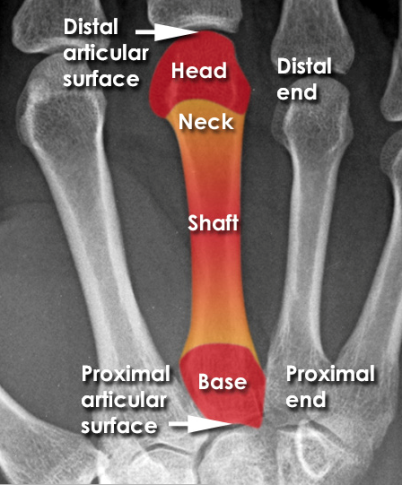 Distal
articular
surface
Head
Distal
end
Neck
Shaft
Proximal
articular
surface
Base
Proximal
end